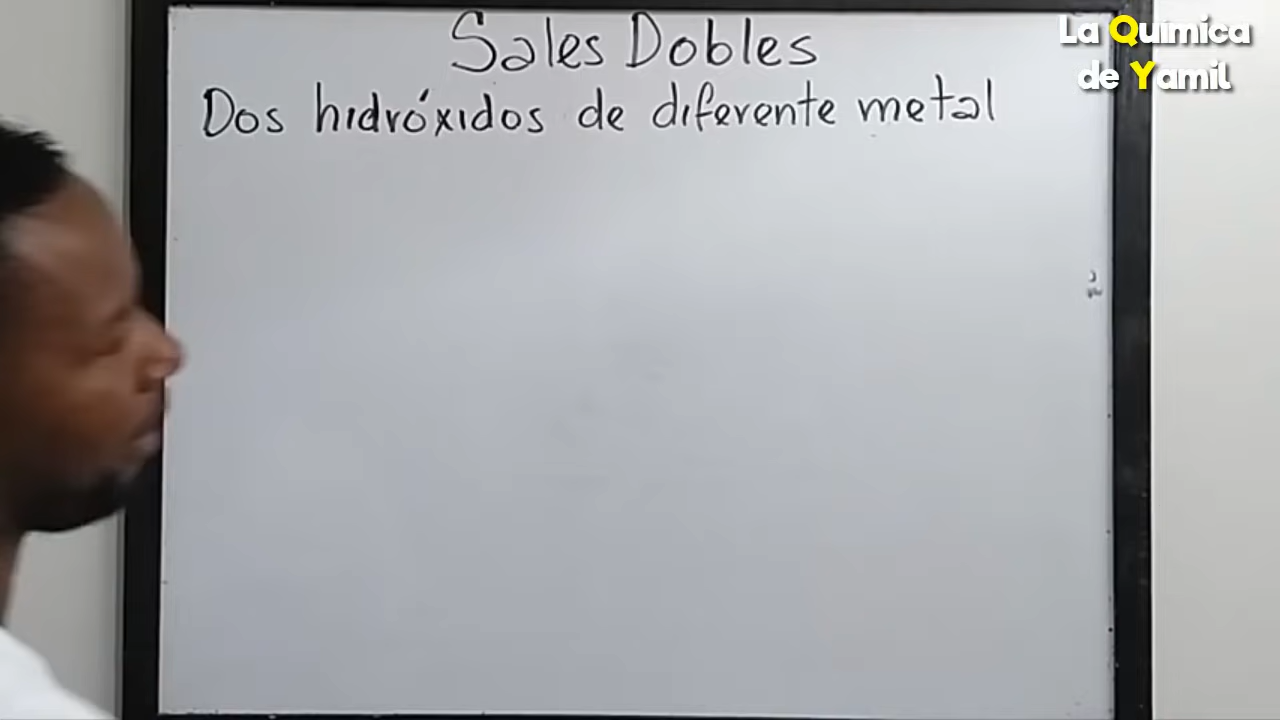 Sales Dobles
Dos hidróxidos de diferente metal
La Química
de Yamil